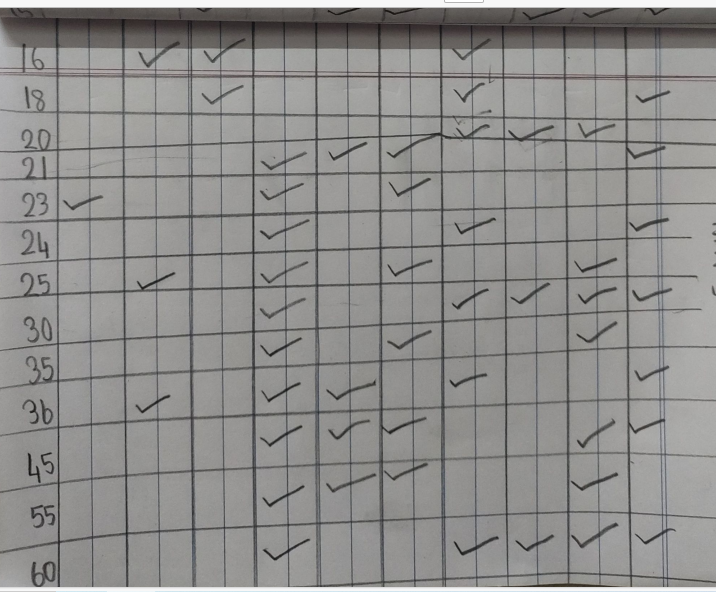 16 ✓ ✓ ✓
18 ✓ ✓ ✓
20 ✓ ✓ ✓
21 ✓ ✓ ✓ ✓
23 ✓ ✓ ✓
24 ✓ ✓ ✓
25 ✓ ✓ ✓ ✓
30 ✓ ✓ ✓ ✓ ✓
35 ✓ ✓ ✓
36 ✓ ✓ ✓ ✓ ✓
45 ✓ ✓ ✓ ✓ ✓
55 ✓ ✓ ✓ ✓
60 ✓ ✓ ✓ ✓ ✓